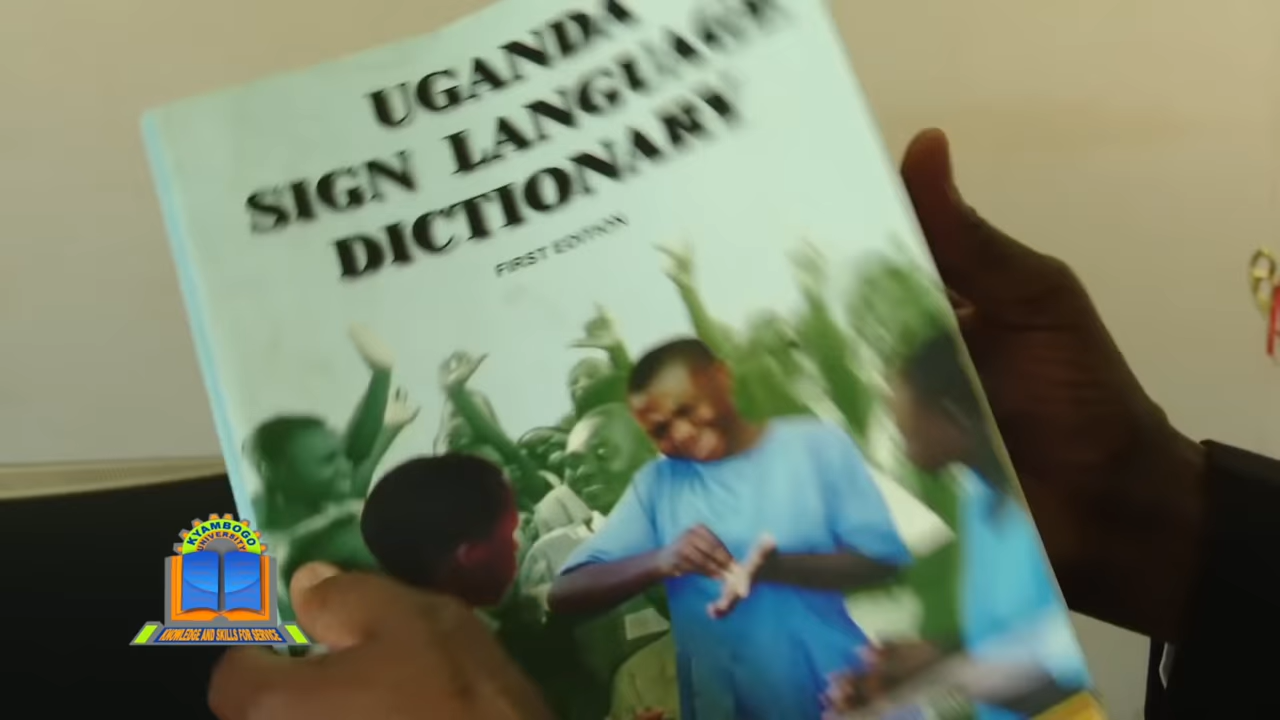 UGANDA
SIGN LANGUAGE
DICTIONARY
FIRST EDITION
KYAMBOGO
UNIVERSITY
KNOWLEDGE AND SKILLS FOR SERVICE